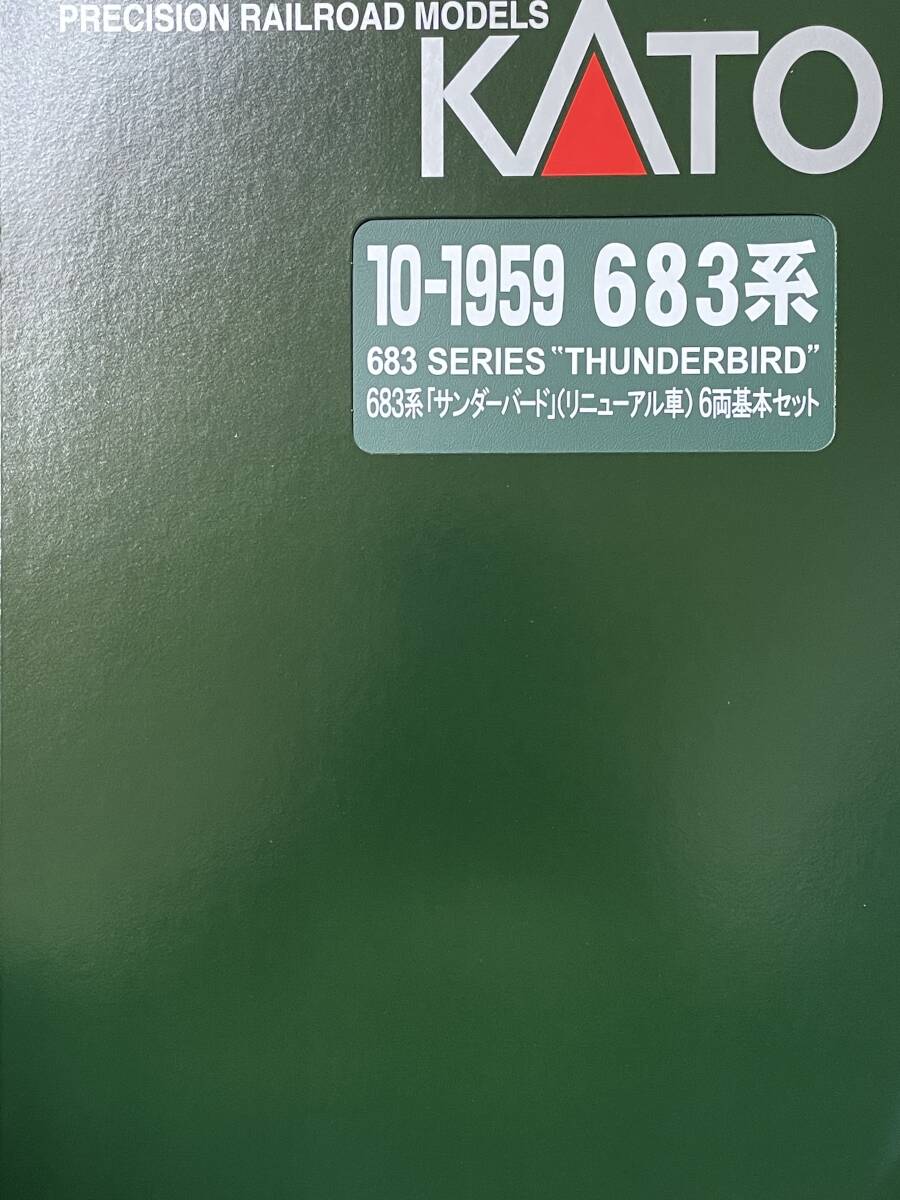 PRECISION RAILROAD MODELS
KATO
10-1959 683系
683 SERIES "THUNDERBIRD"
683系「サンダーバード」(リニューアル車) 6両基本セット